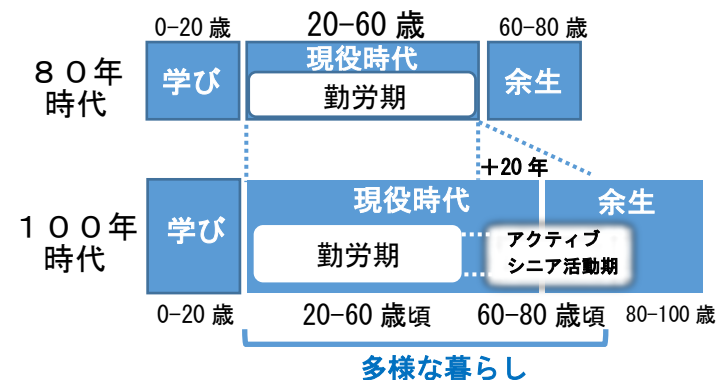 0-20 歳
20-60 歳
60-80 歳
８０年
時代
学び
現役時代
勤労期
余生
+20 年
１００年
時代
学び
現役時代
余生
勤労期
アクティブ
シニア活動期
0-20 歳
20-60 歳頃
60-80 歳頃
80-100 歳
多様な暮らし